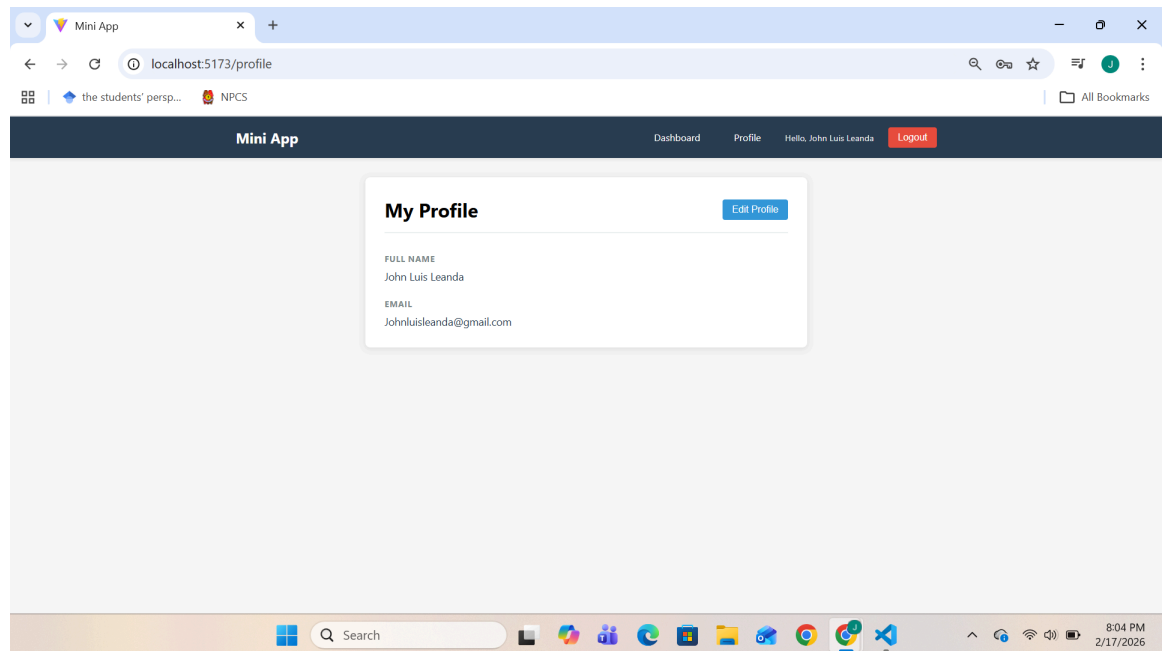 Mini App
localhost:5173/profile
the students' persp...
NPCS
All Bookmarks
Mini App
Dashboard
Profile
Hello, John Luis Leanda
Logout
My Profile
Edit Profile
FULL NAME
John Luis Leanda
EMAIL
Johnluisleanda@gmail.com
Search
8:04 PM
2/17/2026